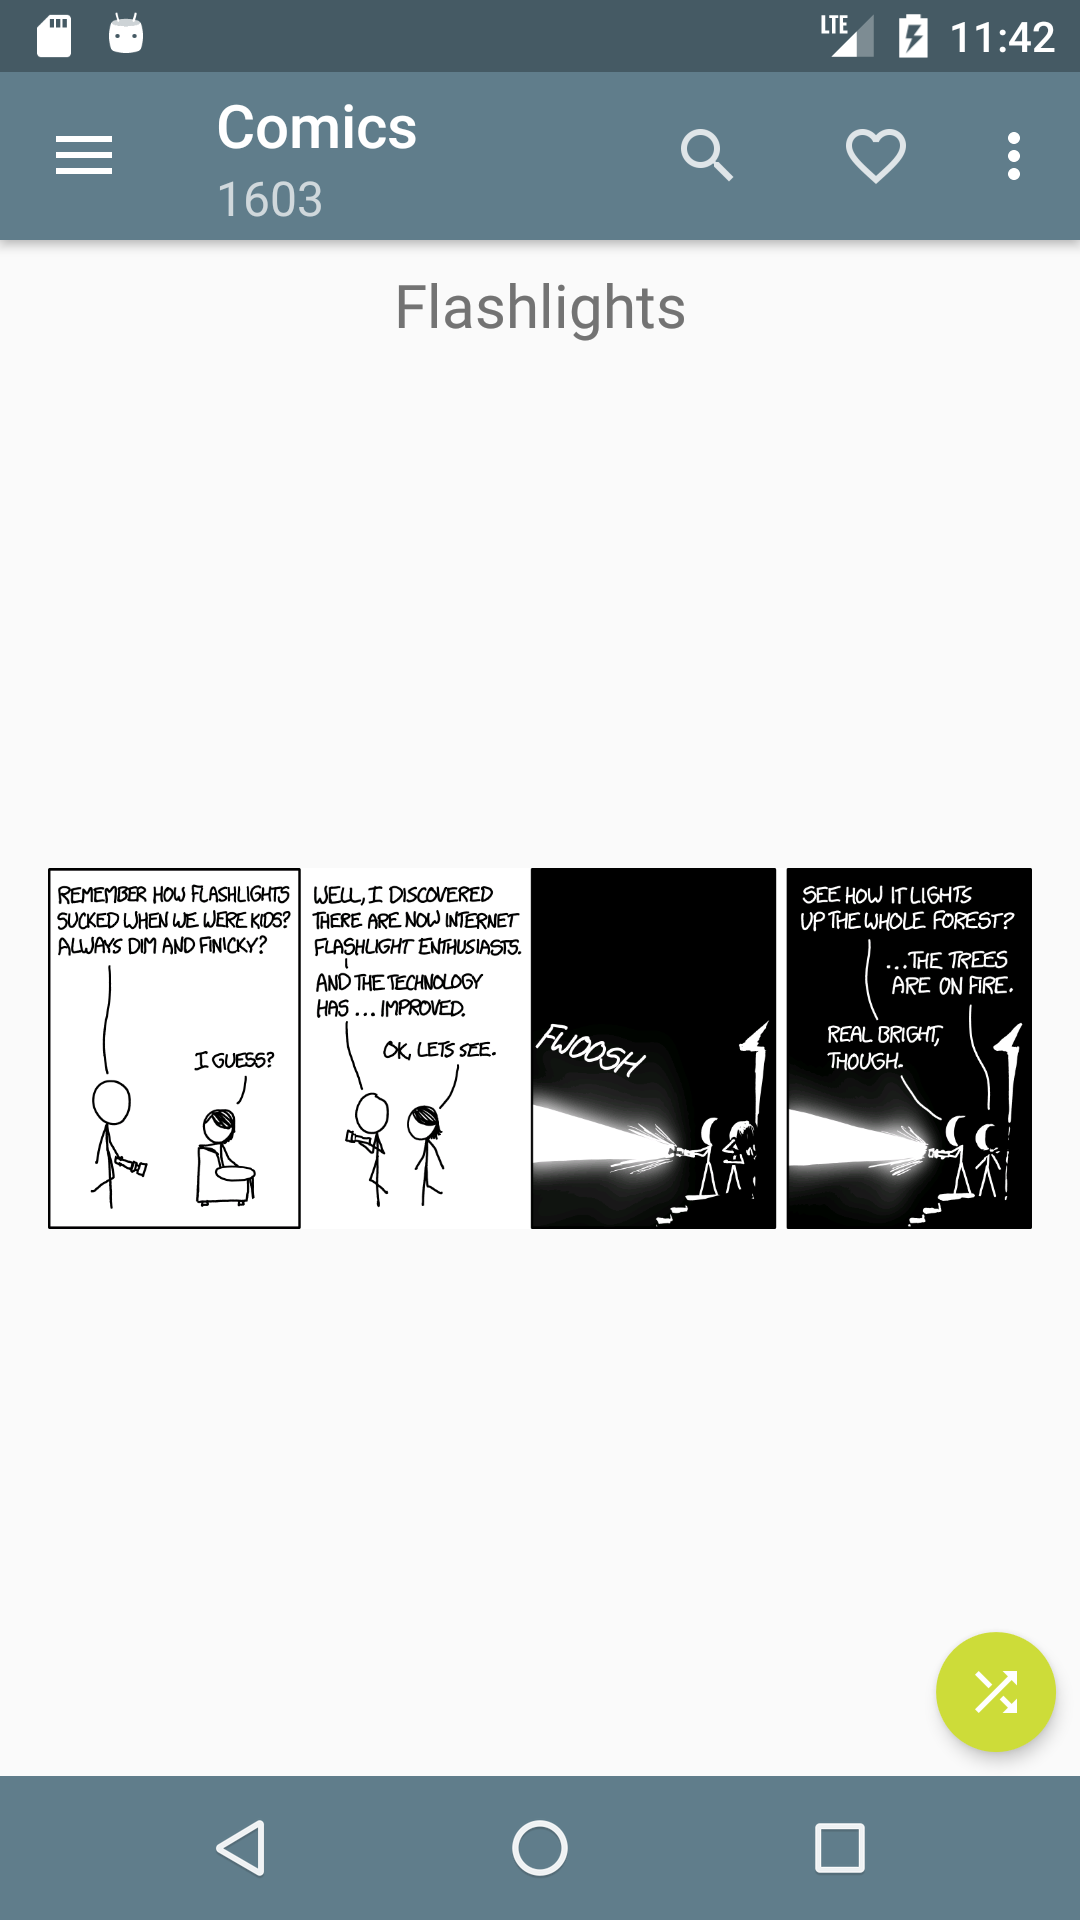 LTE 11:42
Comics
1603
Flashlights
REMEMBER HOW FLASHLIGHTS
SUCKED WHEN WE WERE KIDS?
ALWAYS DIM AND FINICKY?
I GUESS?
WELL, I DISCOVERED
THERE ARE NOW INTERNET
FLASHLIGHT ENTHUSIASTS.
AND THE TECHNOLOGY
HAS ... IMPROVED.
OK, LETS SEE.
FWOOSH
SEE HOW IT LIGHTS
UP THE WHOLE FOREST?
...THE TREES
ARE ON FIRE.
REAL BRIGHT,
THOUGH.